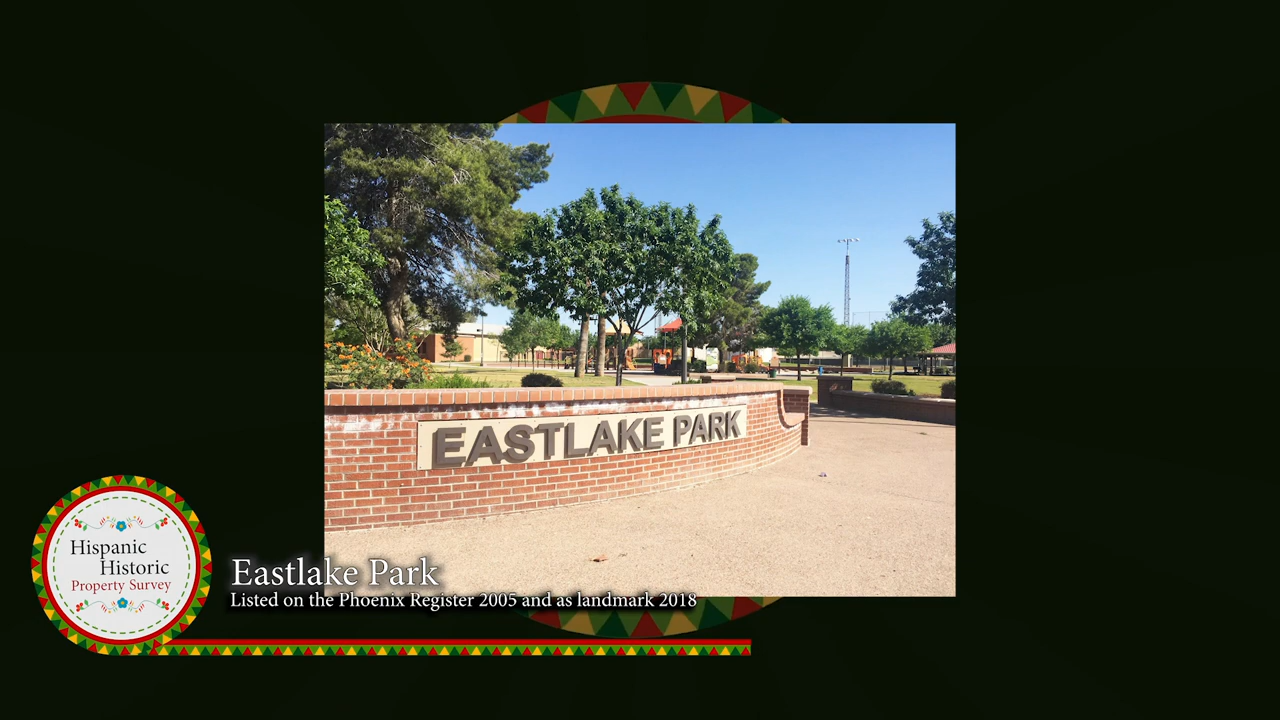 EASTLAKE PARK
Hispanic
Historic
Property Survey
Eastlake Park
Listed on the Phoenix Register 2005 and as landmark 2018